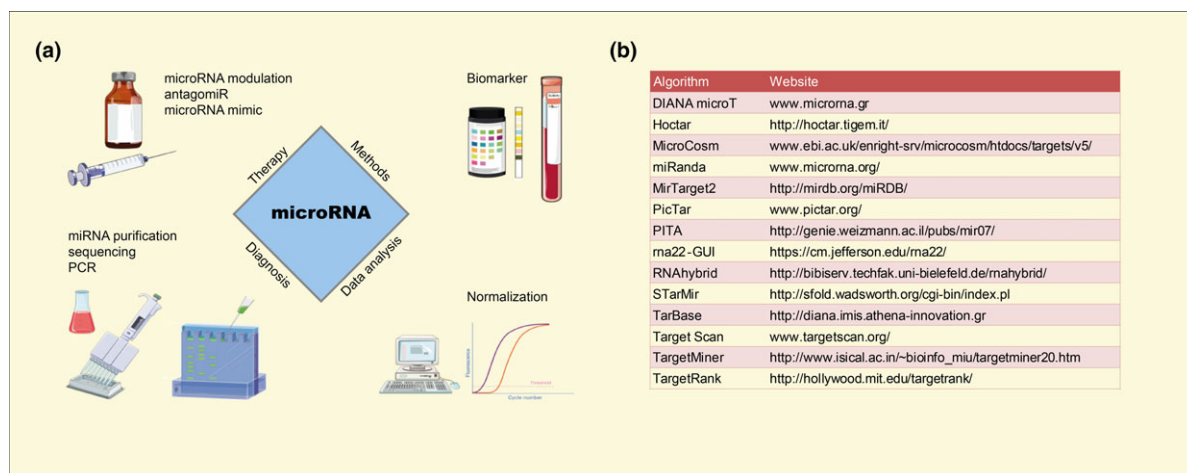 (a)
microRNA modulation
antagomiR
microRNA mimic
Biomarker
Therapy
Methods
microRNA
Diagnosis
Data analysis
miRNA purification
sequencing
PCR
Normalization
Fluorescence
Threshold
Cycle number
(b)
Algorithm Website
DIANA microT www.microrna.gr
Hoctar http://hoctar.tigem.it/
MicroCosm www.ebi.ac.uk/enright-srv/microcosm/htdocs/targets/v5/
miRanda www.microrna.org/
MirTarget2 http://mirdb.org/miRDB/
PicTar www.pictar.org/
PITA http://genie.weizmann.ac.il/pubs/mir07/
rna22-GUI https://cm.jefferson.edu/rna22/
RNAhybrid http://bibiserv.techfak.uni-bielefeld.de/rnahybrid/
STarMir http://sfold.wadsworth.org/cgi-bin/index.pl
TarBase http://diana.imis.athena-innovation.gr
Target Scan www.targetscan.org/
TargetMiner http://www.isical.ac.in/~bioinfo_miu/targetminer20.htm
TargetRank http://hollywood.mit.edu/targetrank/